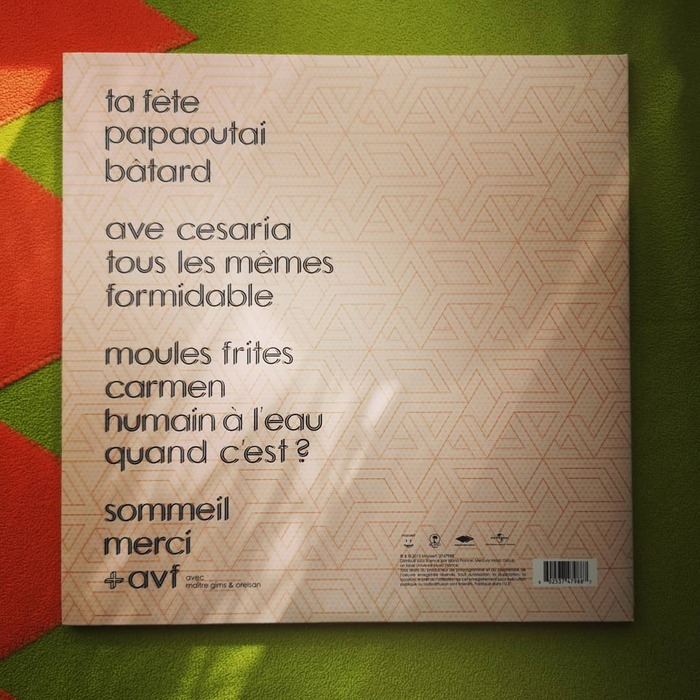 ta fête
papaoutai
bâtard
ave cesaria
tous les mêmes
formidable
moules frites
carmen
humain à l'eau
quand c'est ?
sommeil
merci
+ avf avec
maître gims & orelsan